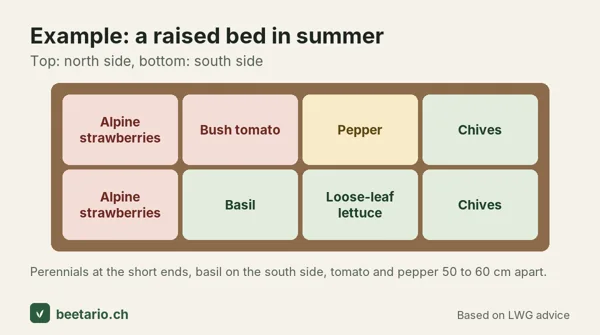 Example: a raised bed in summer
Top: north side, bottom: south side
Alpine
strawberries
Bush tomato
Pepper
Chives
Alpine
strawberries
Basil
Loose-leaf
lettuce
Chives
Perennials at the short ends, basil on the south side, tomato and pepper 50 to 60 cm apart.
beetario.ch
Based on LWG advice